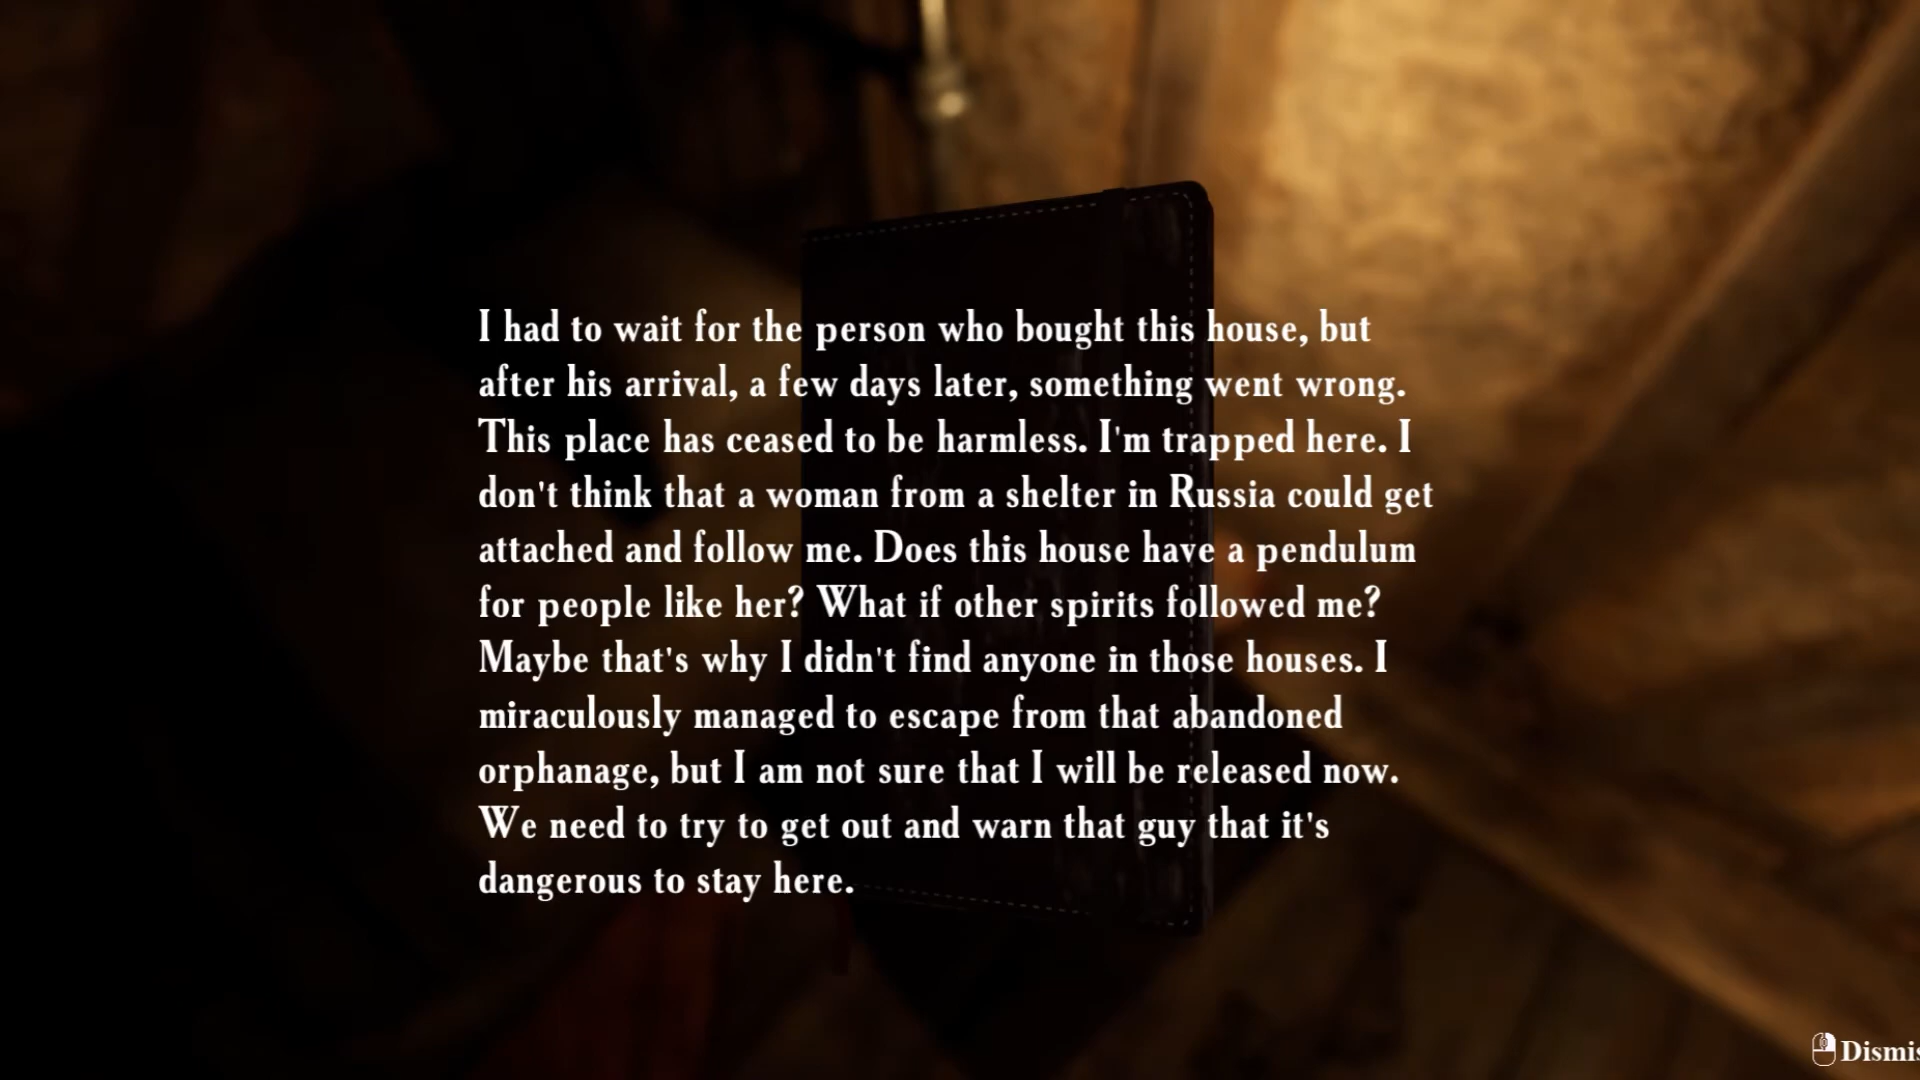 I had to wait for the person who bought this house, but
after his arrival, a few days later, something went wrong.
This place has ceased to be harmless. I'm trapped here. I
don't think that a woman from a shelter in Russia could get
attached and follow me. Does this house have a pendulum
for people like her? What if other spirits followed me?
Maybe that's why I didn't find anyone in those houses. I
miraculously managed to escape from that abandoned
orphanage, but I am not sure that I will be released now.
We need to try to get out and warn that guy that it's
dangerous to stay here.
Dismis